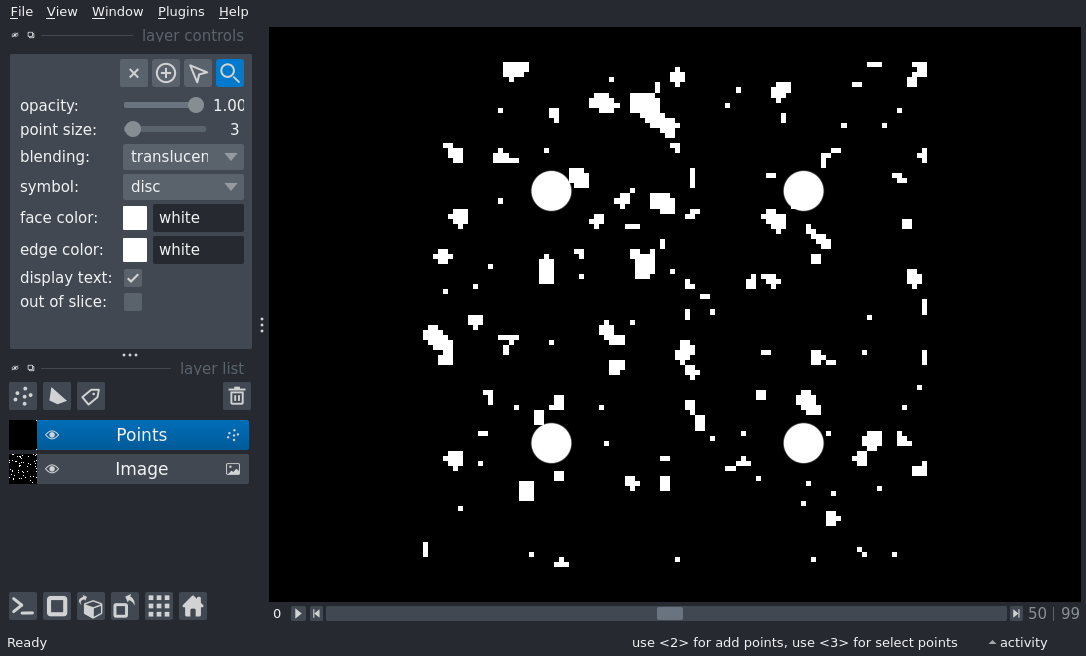 File View Window Plugins Help
layer controls
opacity: 1.00
point size: 3
blending: translucen
symbol: disc
face color: white
edge color: white
display text:
out of slice:
layer list
Points
Image
0 50 | 99
Ready use <2> for add points, use <3> for select points activity